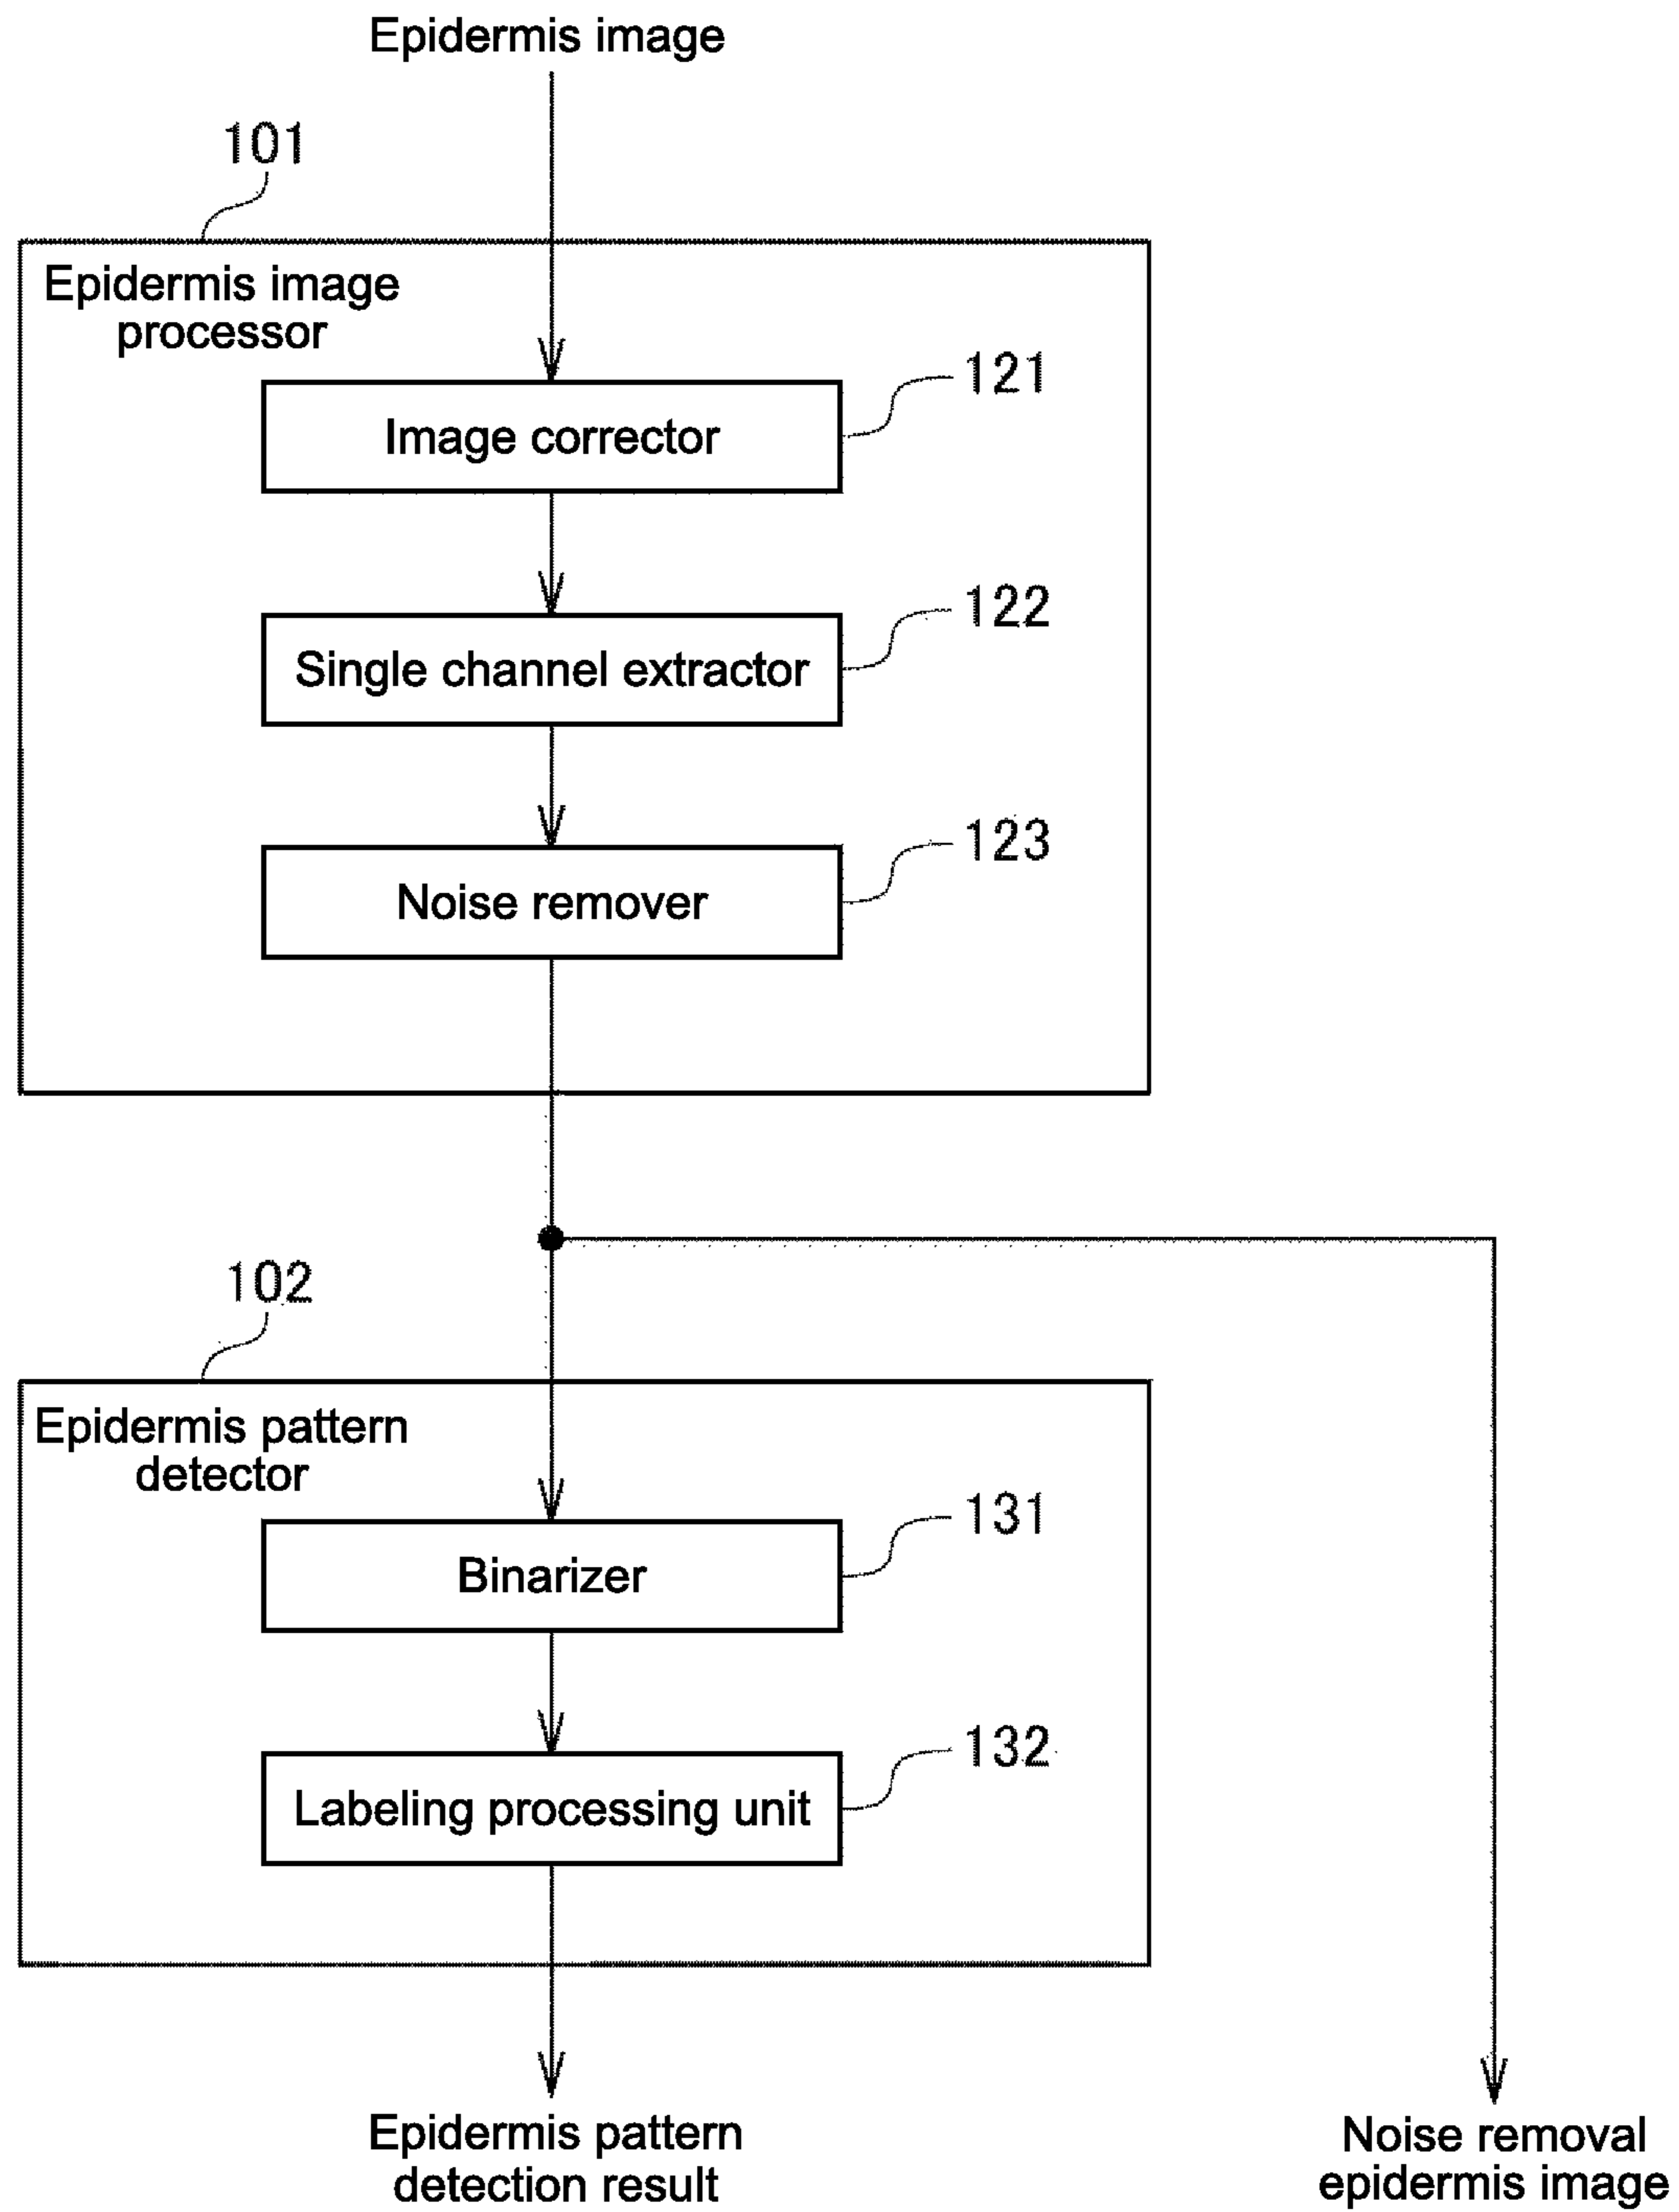 Epidermis image
101
Epidermis image
processor
121
Image corrector
122
Single channel extractor
123
Noise remover
102
Epidermis pattern
detector
131
Binarizer
132
Labeling processing unit
Epidermis pattern
detection result
Noise removal
epidermis image